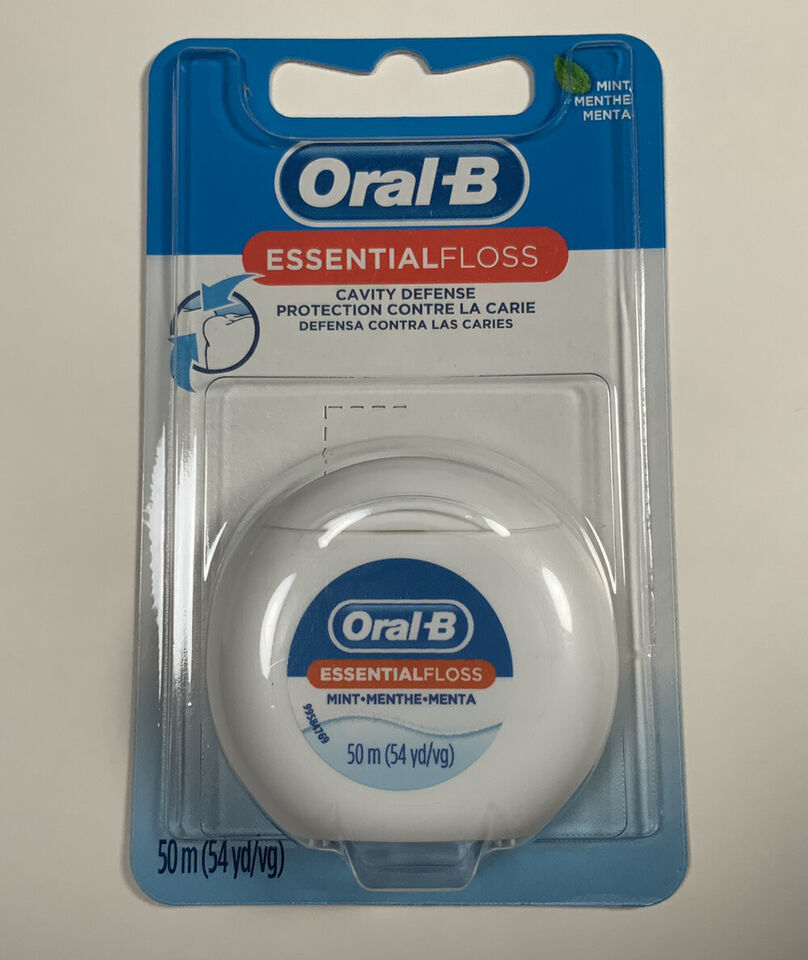 MINT
MENTHE
MENTA
Oral-B
ESSENTIALFLOSS
CAVITY DEFENSE
PROTECTION CONTRE LA CARIE
DEFENSA CONTRA LAS CARIES
Oral-B
ESSENTIALFLOSS
MINT•MENTHE•MENTA
99584769
50 m (54 yd/vg)
50 m (54 yd/vg)